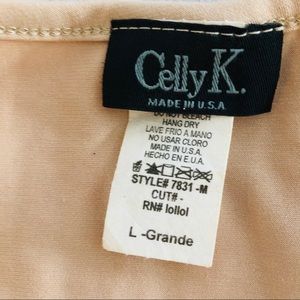 Celly K.
MADE IN U.S.A
DO NOT BLEACH
HANG DRY
LAVE FRIO A MANO
NO USAR CLORO
MADE IN U.S.A.
HECHO EN E.U.A.
STYLE# 7831 -M
CUT# -
RN# lollol
L -Grande